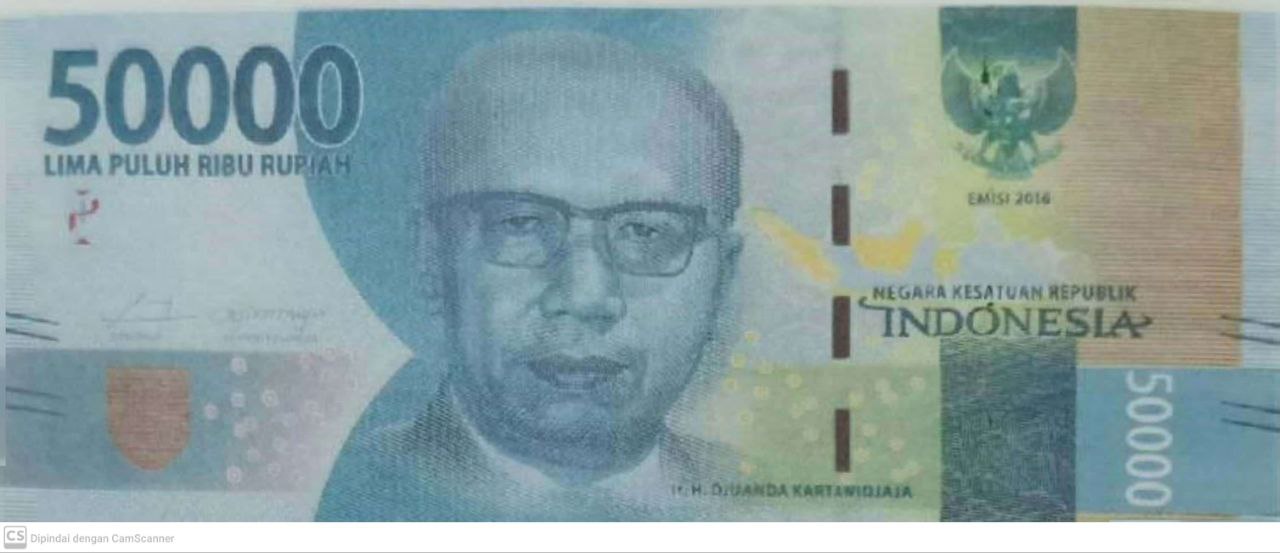 50000
LIMA PULUH RIBU RUPIAH
EMISI 2016
NEGARA KESATUAN REPUBLIK
INDONESIA
50000
Ir. H. DJUANDA KARTAWIDJAJA
CS Dipindai dengan CamScanner